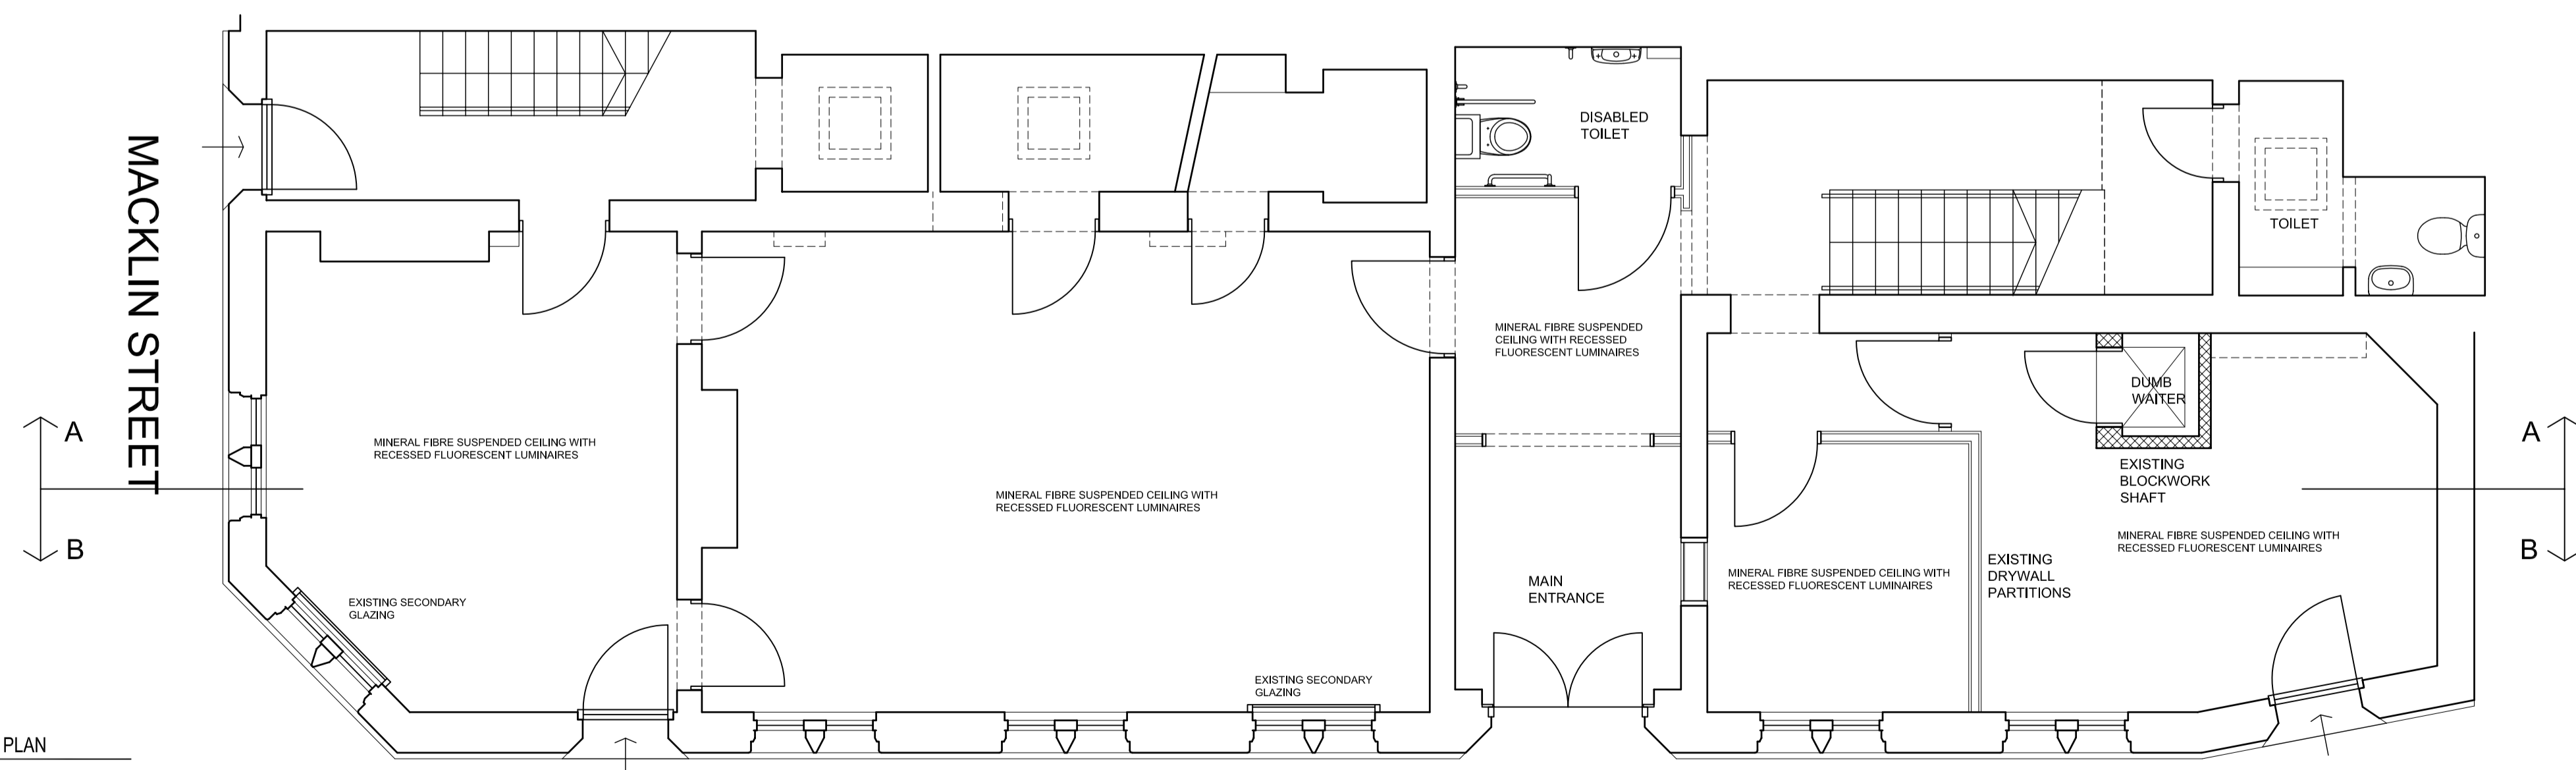 MACKLIN STREET
DISABLED
TOILET
TOILET
MINERAL FIBRE SUSPENDED
CEILING WITH RECESSED
FLUORESCENT LUMINAIRES
DUMB
WAITER
A
A
MINERAL FIBRE SUSPENDED CEILING WITH
RECESSED FLUORESCENT LUMINAIRES
EXISTING
BLOCKWORK
SHAFT
MINERAL FIBRE SUSPENDED CEILING WITH
RECESSED FLUORESCENT LUMINAIRES
B
B
MINERAL FIBRE SUSPENDED CEILING WITH
RECESSED FLUORESCENT LUMINAIRES
EXISTING
DRYWALL
PARTITIONS
MINERAL FIBRE SUSPENDED CEILING WITH
RECESSED FLUORESCENT LUMINAIRES
MAIN
ENTRANCE
EXISTING SECONDARY
GLAZING
EXISTING SECONDARY
GLAZING
PLAN